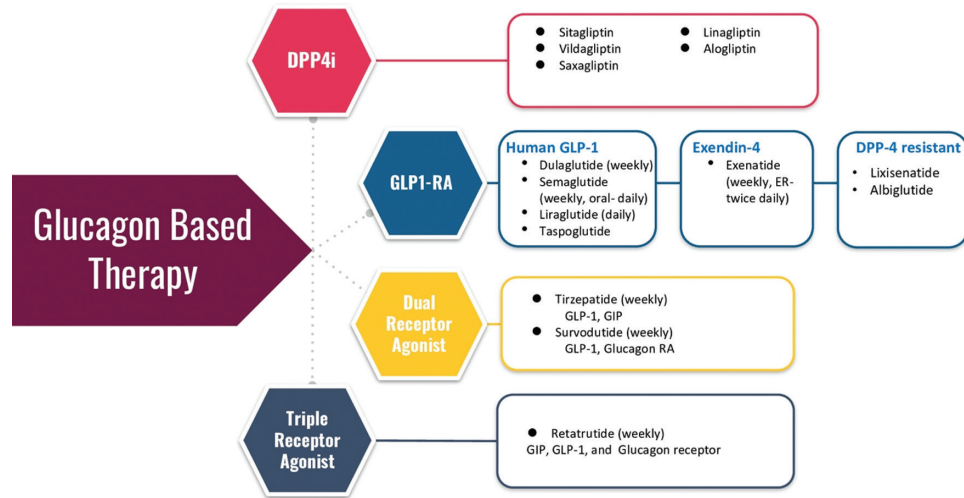 Glucagon Based
Therapy
DPP4i
● Sitagliptin
● Vildagliptin
● Saxagliptin
● Linagliptin
● Alogliptin
GLP1-RA
Human GLP-1
• Dulaglutide (weekly)
• Semaglutide
(weekly, oral- daily)
• Liraglutide (daily)
• Taspoglutide
Exendin-4
• Exenatide
(weekly, ER-
twice daily)
DPP-4 resistant
• Lixisenatide
• Albiglutide
Dual
Receptor
Agonist
● Tirzepatide (weekly)
GLP-1, GIP
● Survodutide (weekly)
GLP-1, Glucagon RA
Triple
Receptor
Agonist
● Retatrutide (weekly)
GIP, GLP-1, and Glucagon receptor